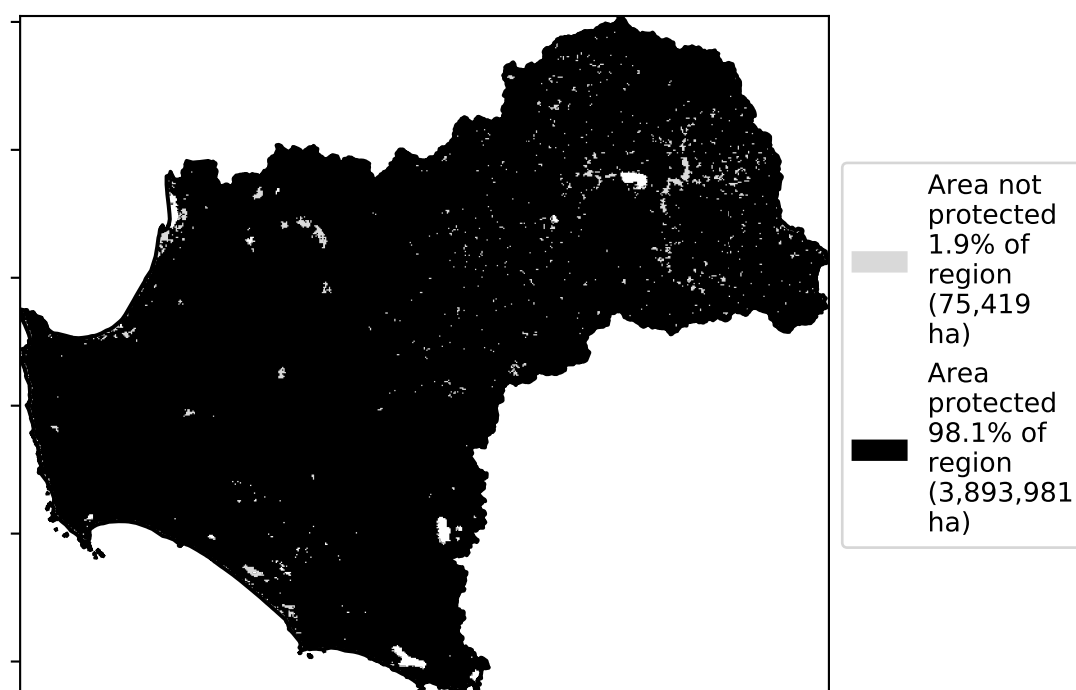 Area not
protected
1.9% of
region
(75,419
ha)
Area
protected
98.1% of
region
(3,893,981
ha)